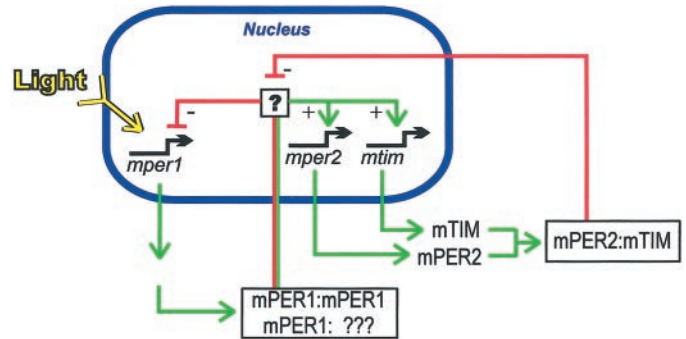 Nucleus
Light
-
-
?
+
+
mper1
mper2
mtim
mTIM
mPER2
mPER2:mTIM
mPER1:mPER1
mPER1: ???